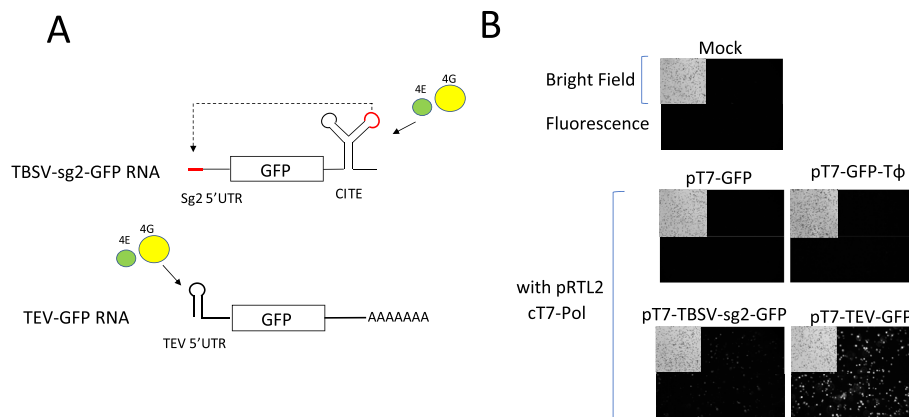 A
4E
4G
TBSV-sg2-GFP RNA
GFP
Sg2 5'UTR
CITE
4E
4G
TEV-GFP RNA
GFP
AAAAAAA
TEV 5'UTR
B
Mock
Bright Field
Fluorescence
pT7-GFP
pT7-GFP-Tϕ
with pRTL2
cT7-Pol
pT7-TBSV-sg2-GFP
pT7-TEV-GFP